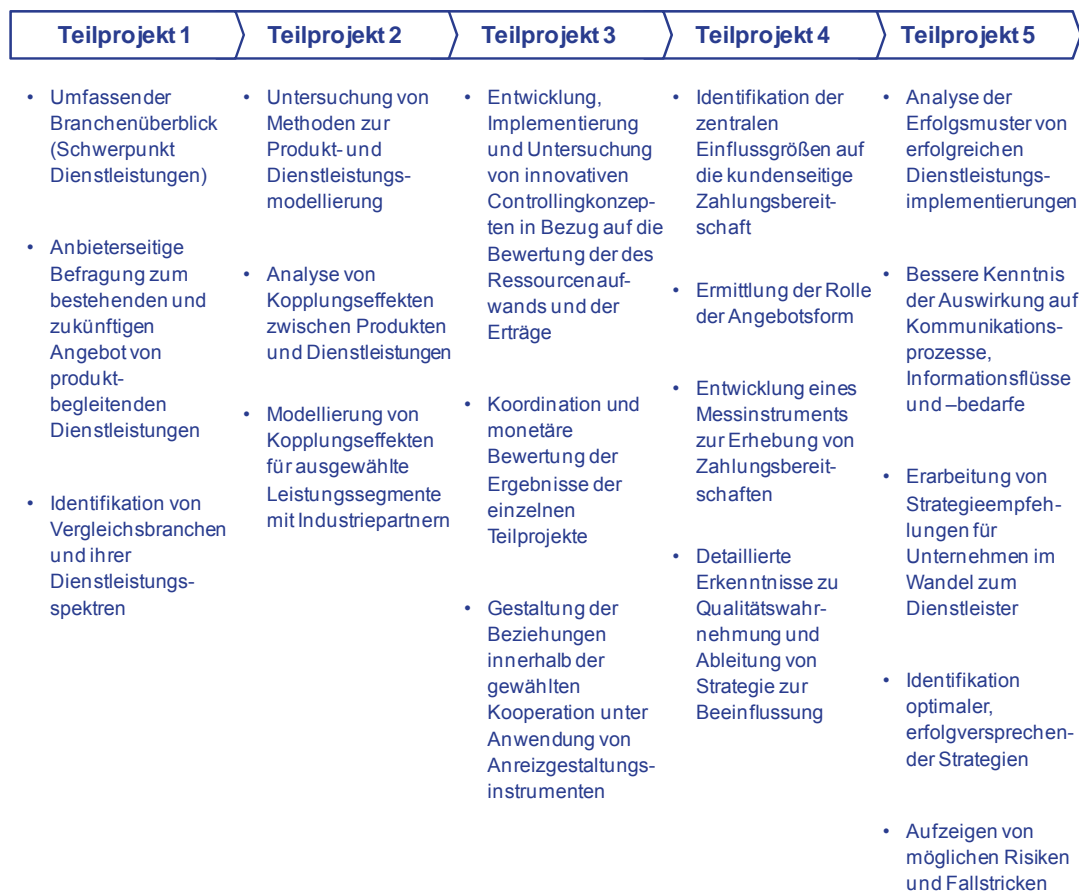 Teilprojekt 1
Teilprojekt 2
Teilprojekt 3
Teilprojekt 4
Teilprojekt 5
• Umfassender
Branchenüberblick
(Schwerpunkt
Dienstleistungen)
• Anbieterseitige
Befragung zum
bestehenden und
zukünftigen
Angebot von
produkt-
begleitenden
Dienstleistungen
• Identifikation von
Vergleichsbranchen
und ihrer
Dienstleistungs-
spektren
• Untersuchung von
Methoden zur
Produkt- und
Dienstleistungs-
modellierung
• Analyse von
Kopplungseffekten
zwischen Produkten
und Dienstleistungen
• Modellierung von
Kopplungseffekten
für ausgewählte
Leistungssegmente
mit Industriepartnern
• Entwicklung,
Implementierung
und Untersuchung
von innovativen
Controllingkonzep-
ten in Bezug auf die
Bewertung der des
Ressourcenauf-
wands und der
Erträge
• Koordination und
monetäre
Bewertung der
Ergebnisse der
einzelnen
Teilprojekte
• Gestaltung der
Beziehungen
innerhalb der
gewählten
Kooperation unter
Anwendung von
Anreizgestaltungs-
instrumenten
• Identifikation der
zentralen
Einflussgrößen auf
die kundenseitige
Zahlungsbereit-
schaft
• Ermittlung der Rolle
der Angebotsform
• Entwicklung eines
Messinstruments
zur Erhebung von
Zahlungsbereit-
schaften
• Detaillierte
Erkenntnisse zu
Qualitätswahr-
nehmung und
Ableitung von
Strategie zur
Beeinflussung
• Analyse der
Erfolgsmuster von
erfolgreichen
Dienstleistungs-
implementierungen
• Bessere Kenntnis
der Auswirkung auf
Kommunikations-
prozesse,
Informationsflüsse
und –bedarfe
• Erarbeitung von
Strategieempfeh-
lungen für
Unternehmen im
Wandel zum
Dienstleister
• Identifikation
optimaler,
erfolgversprechen-
der Strategien
• Aufzeigen von
möglichen Risiken
und Fallstricken